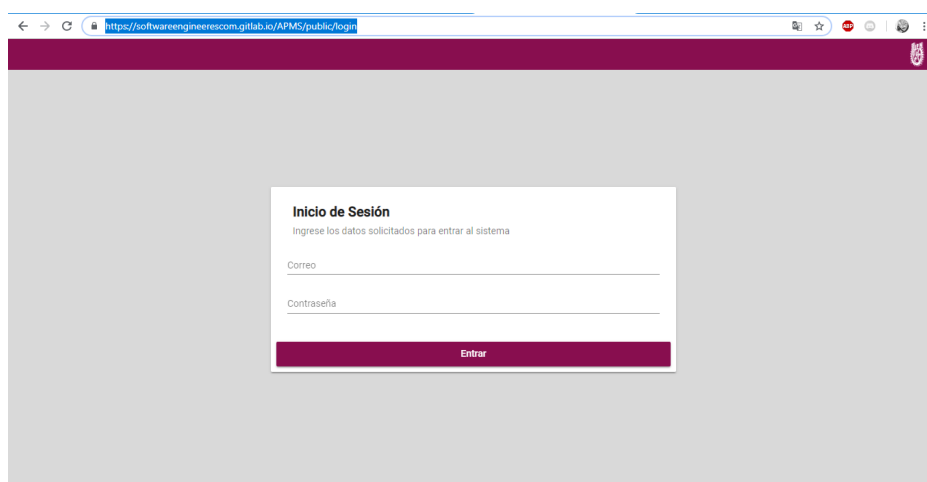 https://softwareengineerescom.gitlab.io/APMS/public/login
ABP
Inicio de Sesión
Ingrese los datos solicitados para entrar al sistema
Correo
Contraseña
Entrar